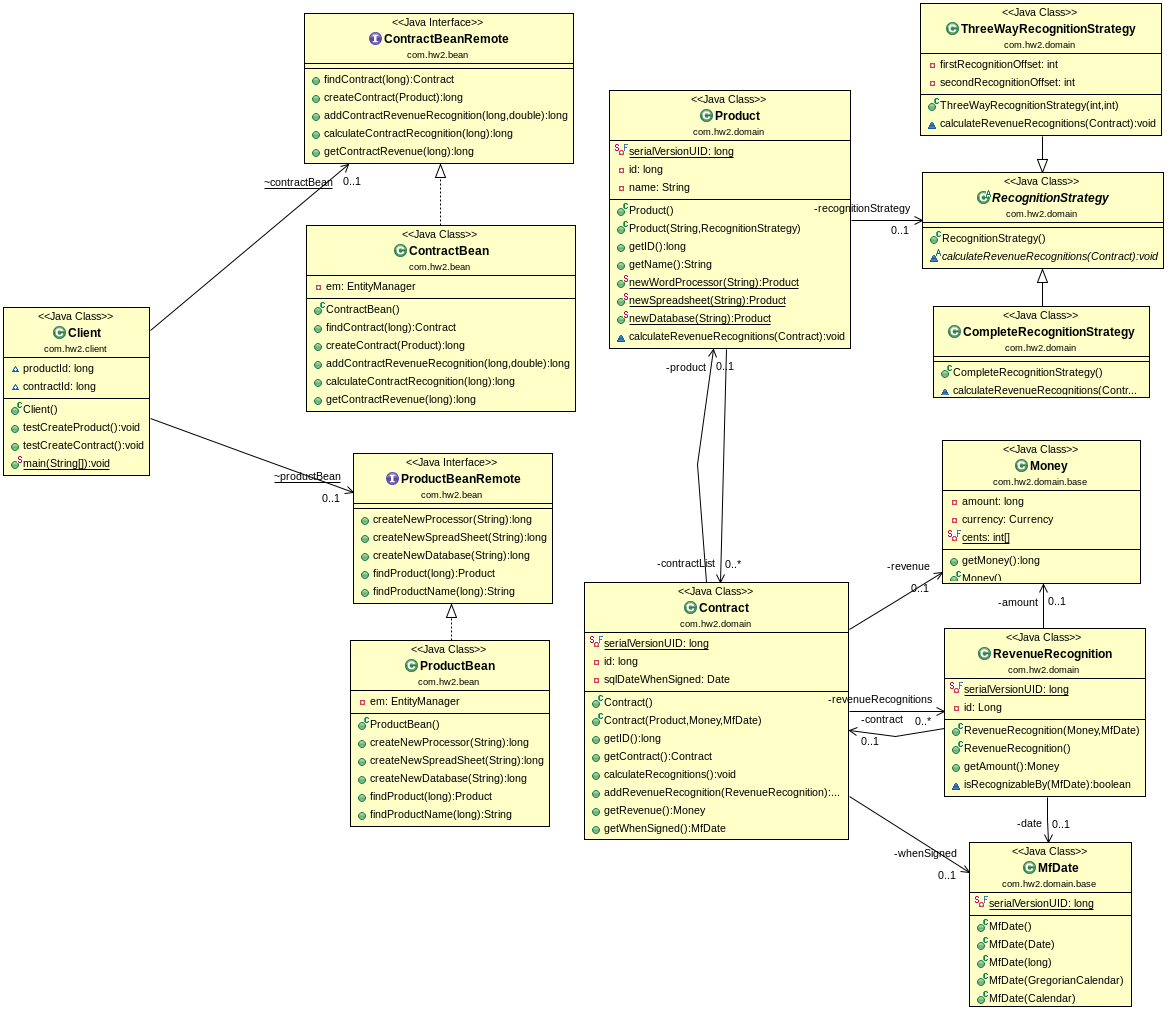 <<Java Interface>>
ContractBeanRemote
com.hw2.bean
findContract(long):Contract
createContract(Product):long
addContractRevenueRecognition(long,double):long
calculateContractRecognition(long):long
getContractRevenue(long):long
~contractBean
0..1
<<Java Class>>
ContractBean
com.hw2.bean
em: EntityManager
ContractBean()
findContract(long):Contract
createContract(Product):long
addContractRevenueRecognition(long,double):long
calculateContractRecognition(long):long
getContractRevenue(long):long
<<Java Class>>
Client
com.hw2.client
productId: long
contractId: long
Client()
testCreateProduct():void
testCreateContract():void
main(String[]):void
~productBean
0..1
<<Java Interface>>
ProductBeanRemote
com.hw2.bean
createNewProcessor(String):long
createNewSpreadSheet(String):long
createNewDatabase(String):long
findProduct(long):Product
findProductName(long):String
<<Java Class>>
ProductBean
com.hw2.bean
em: EntityManager
ProductBean()
createNewProcessor(String):long
createNewSpreadSheet(String):long
createNewDatabase(String):long
findProduct(long):Product
findProductName(long):String
<<Java Class>>
Product
com.hw2.domain
serialVersionUID: long
id: long
name: String
Product()
Product(String,RecognitionStrategy)
getID():long
getName():String
newWordProcessor(String):Product
newSpreadsheet(String):Product
newDatabase(String):Product
calculateRevenueRecognitions(Contract):void
-recognitionStrategy
0..1
-product
0..1
-contractList
0..*
<<Java Class>>
ThreeWayRecognitionStrategy
com.hw2.domain
firstRecognitionOffset: int
secondRecognitionOffset: int
ThreeWayRecognitionStrategy(int,int)
calculateRevenueRecognitions(Contract):void
<<Java Class>>
RecognitionStrategy
com.hw2.domain
RecognitionStrategy()
calculateRevenueRecognitions(Contract):void
<<Java Class>>
CompleteRecognitionStrategy
com.hw2.domain
CompleteRecognitionStrategy()
calculateRevenueRecognitions(Contr...
<<Java Class>>
Contract
com.hw2.domain
serialVersionUID: long
id: long
sqlDateWhenSigned: Date
Contract()
Contract(Product,Money,MfDate)
getID():long
getContract():Contract
calculateRecognitions():void
addRevenueRecognition(RevenueRecognition):...
getRevenue():Money
getWhenSigned():MfDate
-revenue
0..1
-revenueRecognitions
0..*
-contract
0..1
-whenSigned
0..1
<<Java Class>>
Money
com.hw2.domain.base
amount: long
currency: Currency
cents: int[]
getMoney():long
Money()
-amount
0..1
<<Java Class>>
RevenueRecognition
com.hw2.domain
serialVersionUID: long
id: Long
RevenueRecognition(Money,MfDate)
RevenueRecognition()
getAmount():Money
isRecognizableBy(MfDate):boolean
-date
0..1
<<Java Class>>
MfDate
com.hw2.domain.base
serialVersionUID: long
MfDate()
MfDate(Date)
MfDate(long)
MfDate(GregorianCalendar)
MfDate(Calendar)